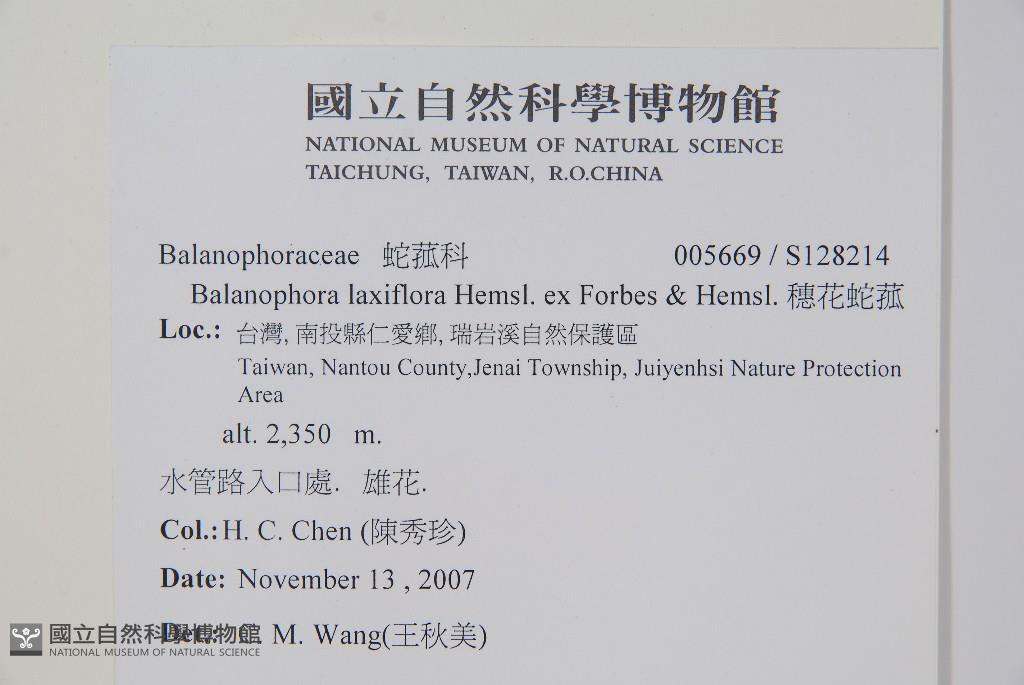 國立自然科學博物館
NATIONAL MUSEUM OF NATURAL SCIENCE
TAICHUNG, TAIWAN, R.O.CHINA
Balanophoraceae 蛇菰科 005669 / S128214
Balanophora laxiflora Hemsl. ex Forbes & Hemsl. 穗花蛇菰
Loc.: 台灣, 南投縣仁愛鄉, 瑞岩溪自然保護區
Taiwan, Nantou County,Jenai Township, Juiyenhsi Nature Protection
Area
alt. 2,350 m.
水管路入口處. 雄花.
Col.: H. C. Chen (陳秀珍)
Date: November 13 , 2007
M. Wang(王秋美)
國立自然科學博物館
NATIONAL MUSEUM OF NATURAL SCIENCE